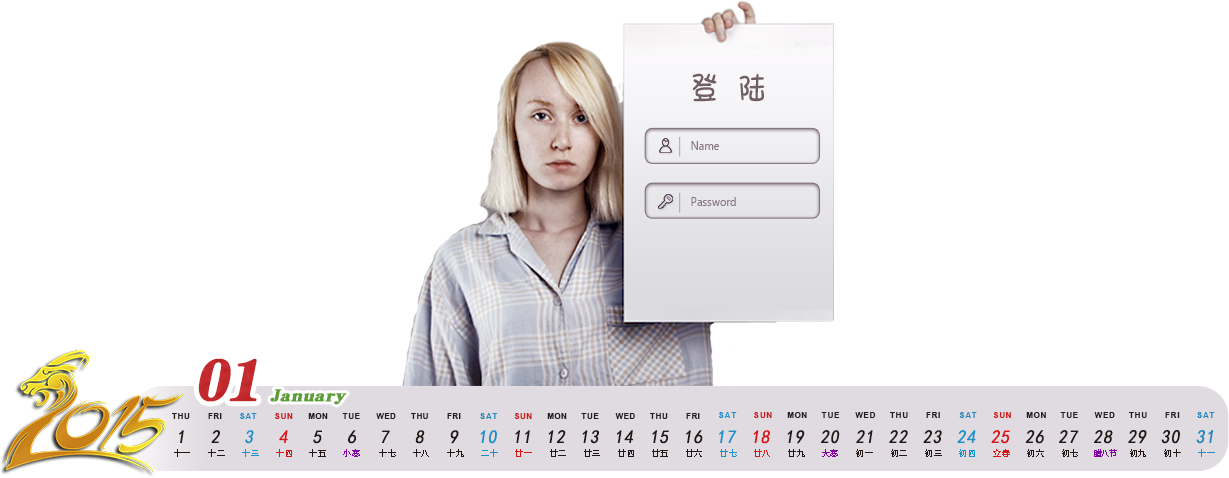 登 陆
Name
Password
2015
01 January
THU FRI SAT SUN MON TUE WED THU FRI SAT SUN MON TUE WED THU FRI SAT SUN MON TUE WED THU FRI SAT SUN MON TUE WED THU FRI SAT
1 2 3 4 5 6 7 8 9 10 11 12 13 14 15 16 17 18 19 20 21 22 23 24 25 26 27 28 29 30 31
十一 十二 十三 十四 十五 小寒 十七 十八 十九 二十 廿一 廿二 廿三 廿四 廿五 廿六 廿七 廿八 廿九 大寒 初一 初二 初三 初四 立春 初六 初七 腊八节 初九 初十 十一